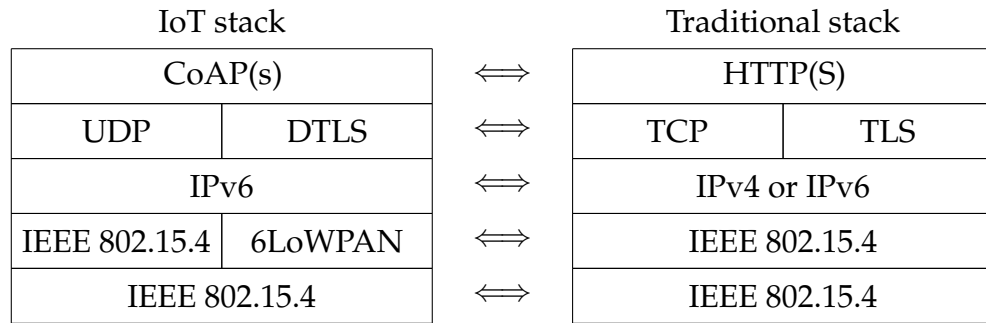 IoT stack Traditional stack
CoAP(s) ⟺ HTTP(S)
UDP DTLS ⟺ TCP TLS
IPv6 ⟺ IPv4 or IPv6
IEEE 802.15.4 6LoWPAN ⟺ IEEE 802.15.4
IEEE 802.15.4 ⟺ IEEE 802.15.4